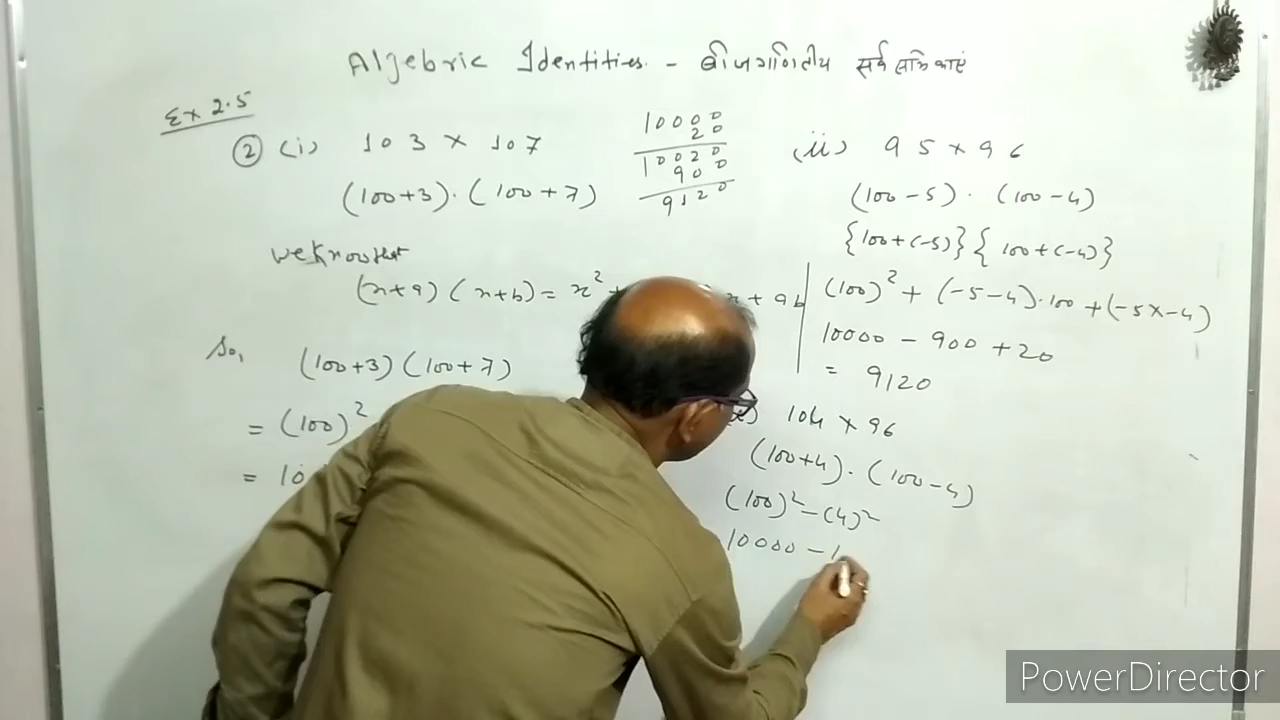 Algebric Identities - बीजगणितीय सर्वसमिकाएं
Ex 2.5
② (i) 103 × 107
(100+3).(100+7)
we know that
(x+a)(x+b) = x² + x + ab
So,
(100+3)(100+7)
= (100)²
= 10
10000
20
10020
900
9120
(ii) 95×96
(100-5) . (100-4)
{100+(-5)}{100+(-4)}
(100)² + (-5-4).100 + (-5×-4)
10000 - 900 + 20
= 9120
104 × 96
(100+4).(100-4)
(100)² - (4)²
10000 - 1
PowerDirector